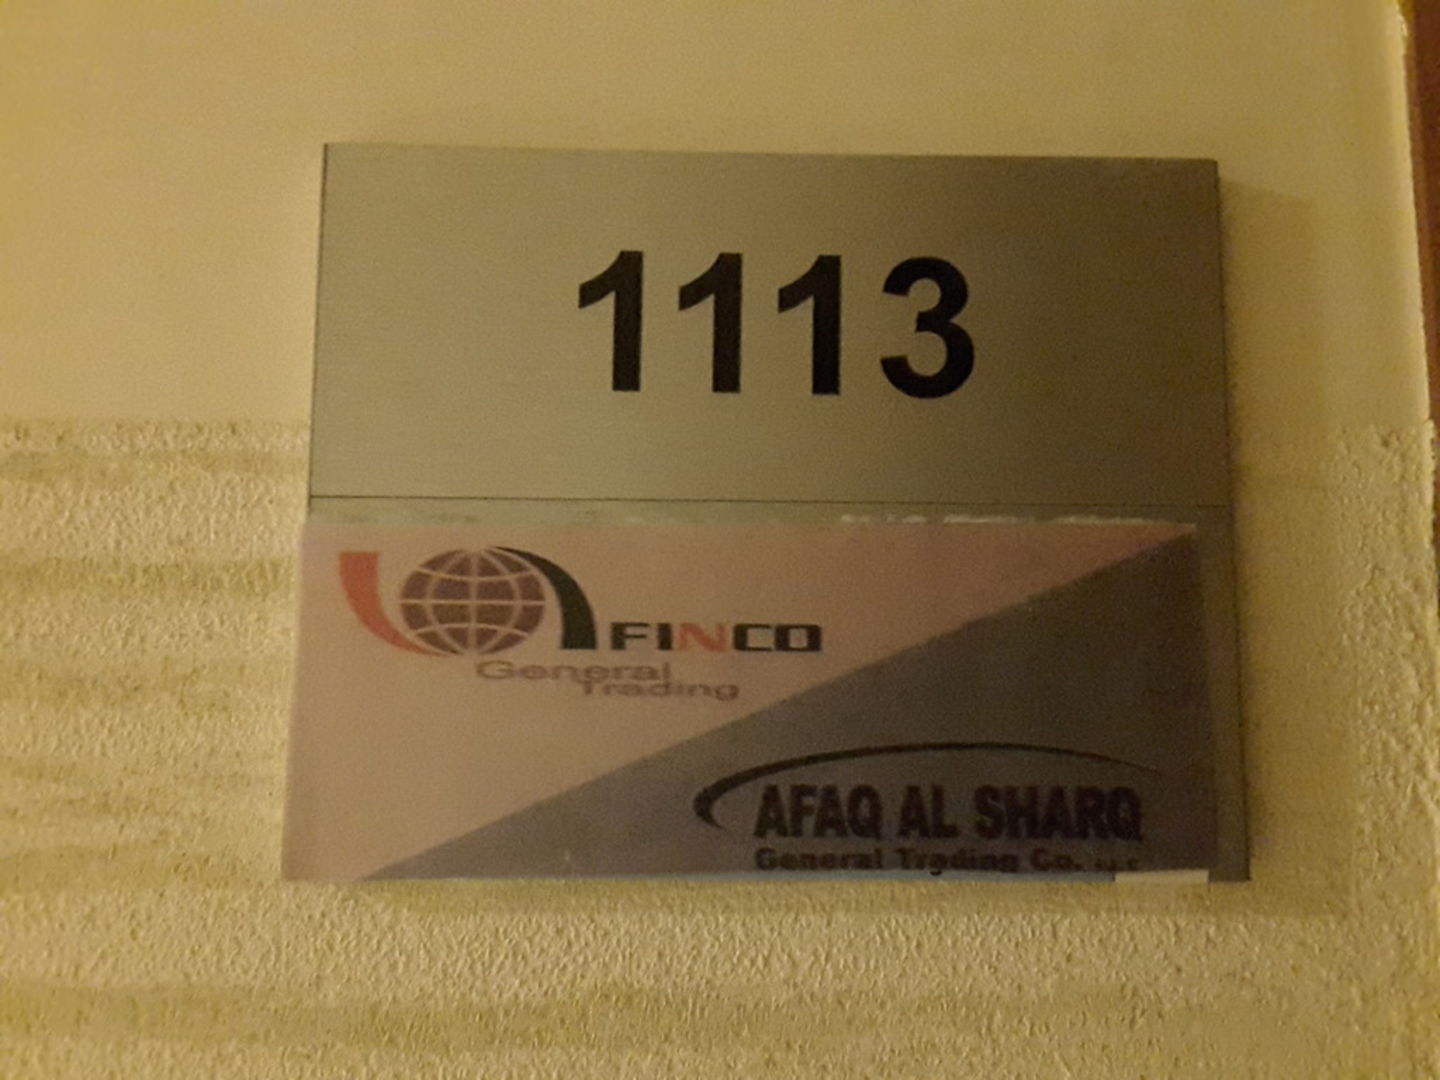 1113
FINCO
General
Trading
AFAQ AL SHARQ
General Trading Co. L.L.C